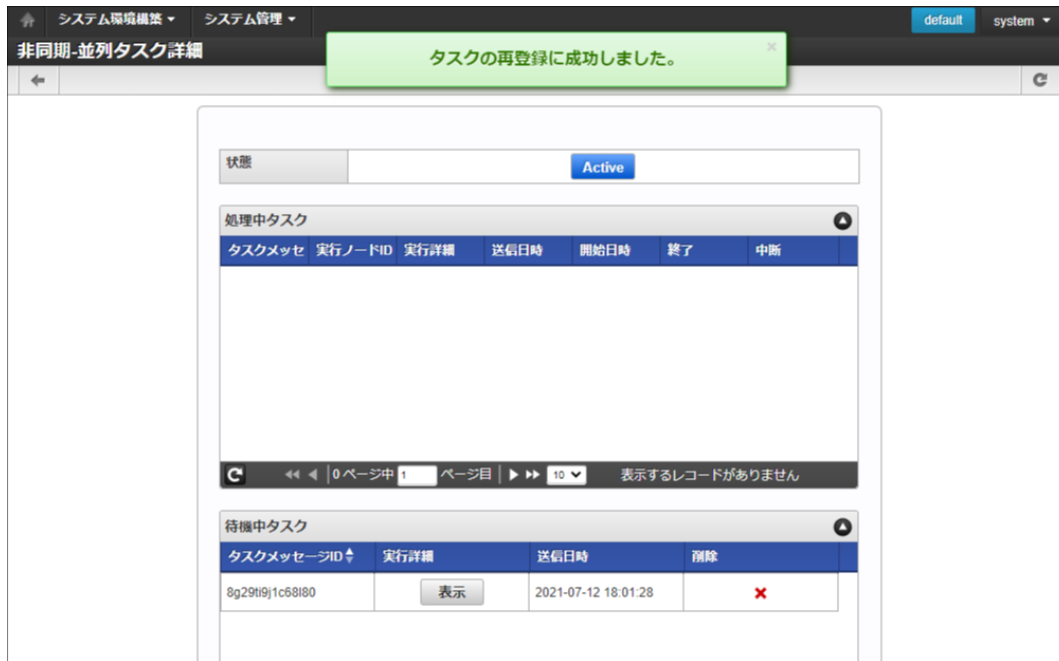 システム環境構築 システム管理 default system
非同期-並列タスク詳細
タスクの再登録に成功しました。 ×
状態 Active
処理中タスク
タスクメッセ 実行ノードID 実行詳細 送信日時 開始日時 終了 中断
0 ページ中 1 ページ目 10 表示するレコードがありません
待機中タスク
タスクメッセージID 実行詳細 送信日時 削除
8g29ti9j1c68l80 表示 2021-07-12 18:01:28